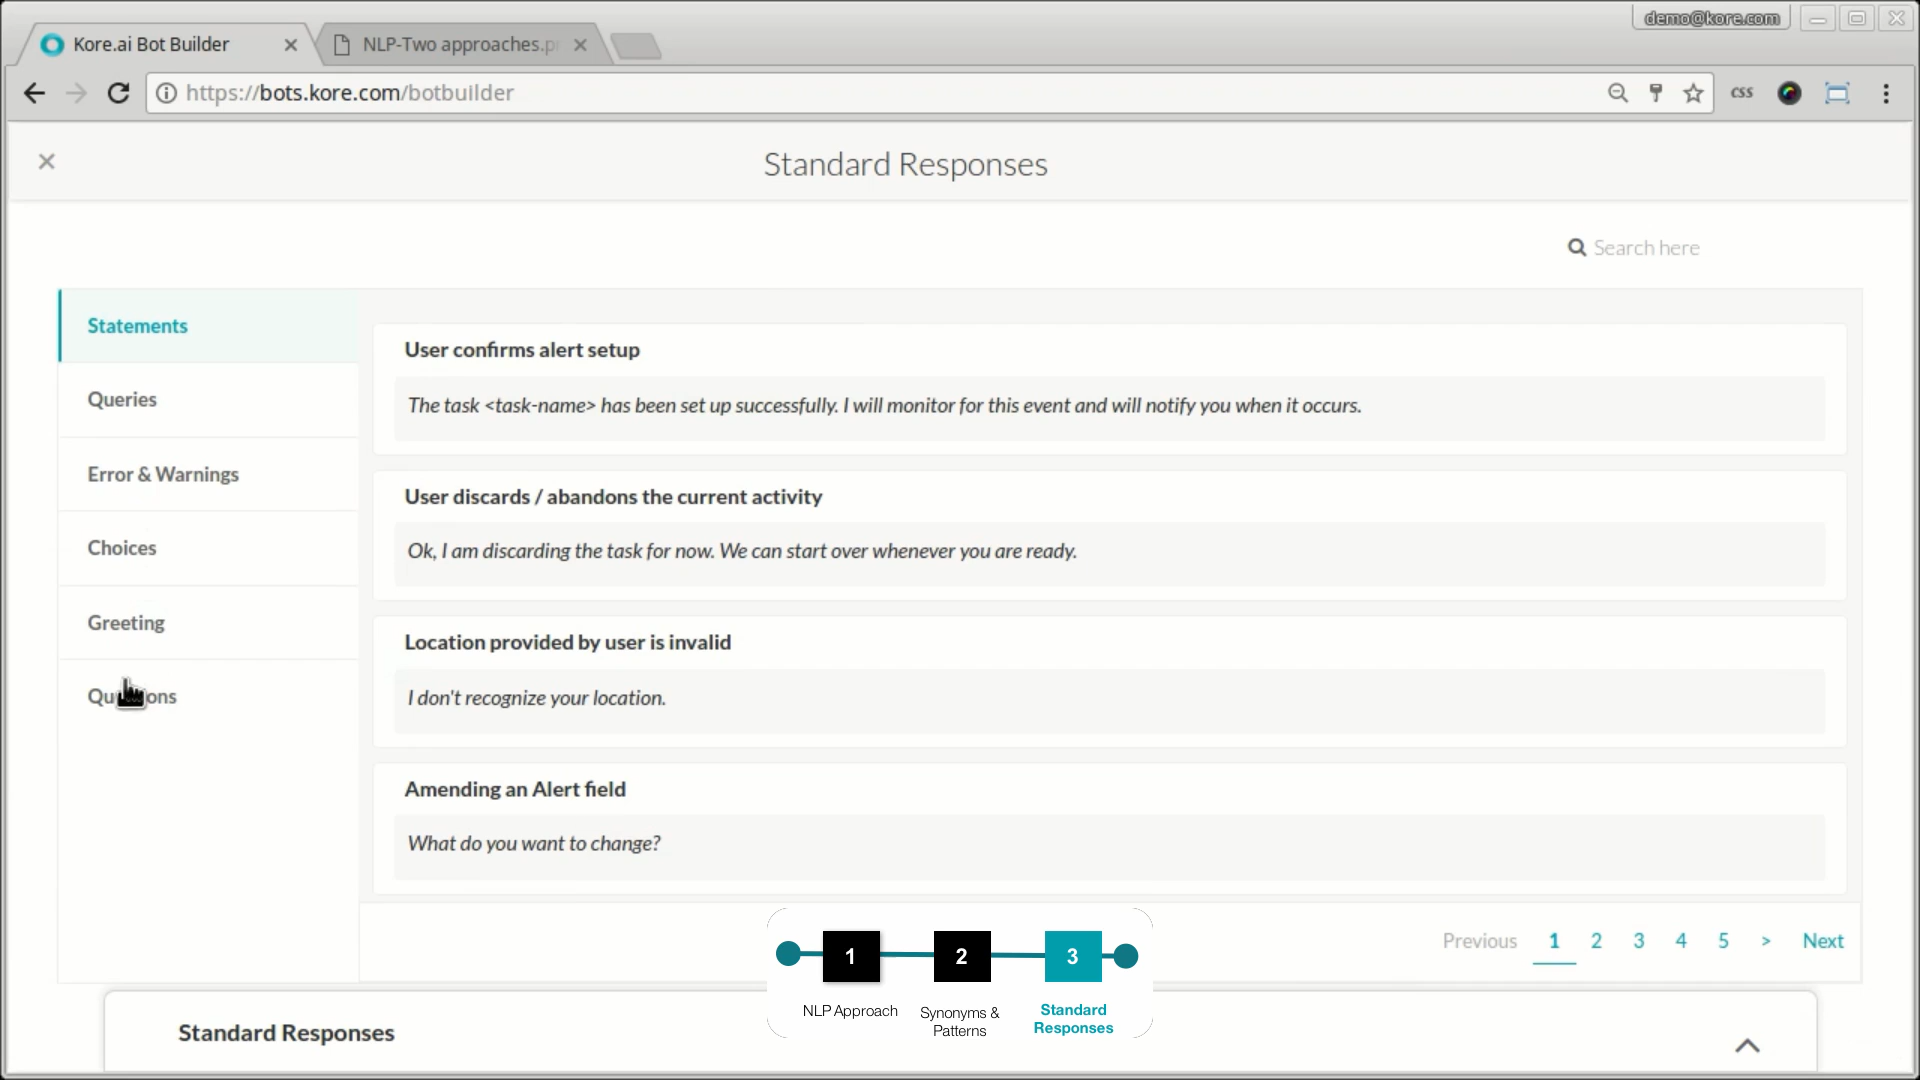 demo@kore.com
Kore.ai Bot Builder
NLP-Two approaches.p
https://bots.kore.com/botbuilder
css
Standard Responses
Search here
Statements
Queries
Error & Warnings
Choices
Greeting
User confirms alert setup
The task <task-name> has been set up successfully. I will monitor for this event and will notify you when it occurs.
User discards / abandons the current activity
Ok, I am discarding the task for now. We can start over whenever you are ready.
Location provided by user is invalid
I don't recognize your location.
Amending an Alert field
What do you want to change?
Previous 1 2 3 4 5 > Next
1 2 3
NLP Approach
Synonyms &
Patterns
Standard
Responses
Standard Responses